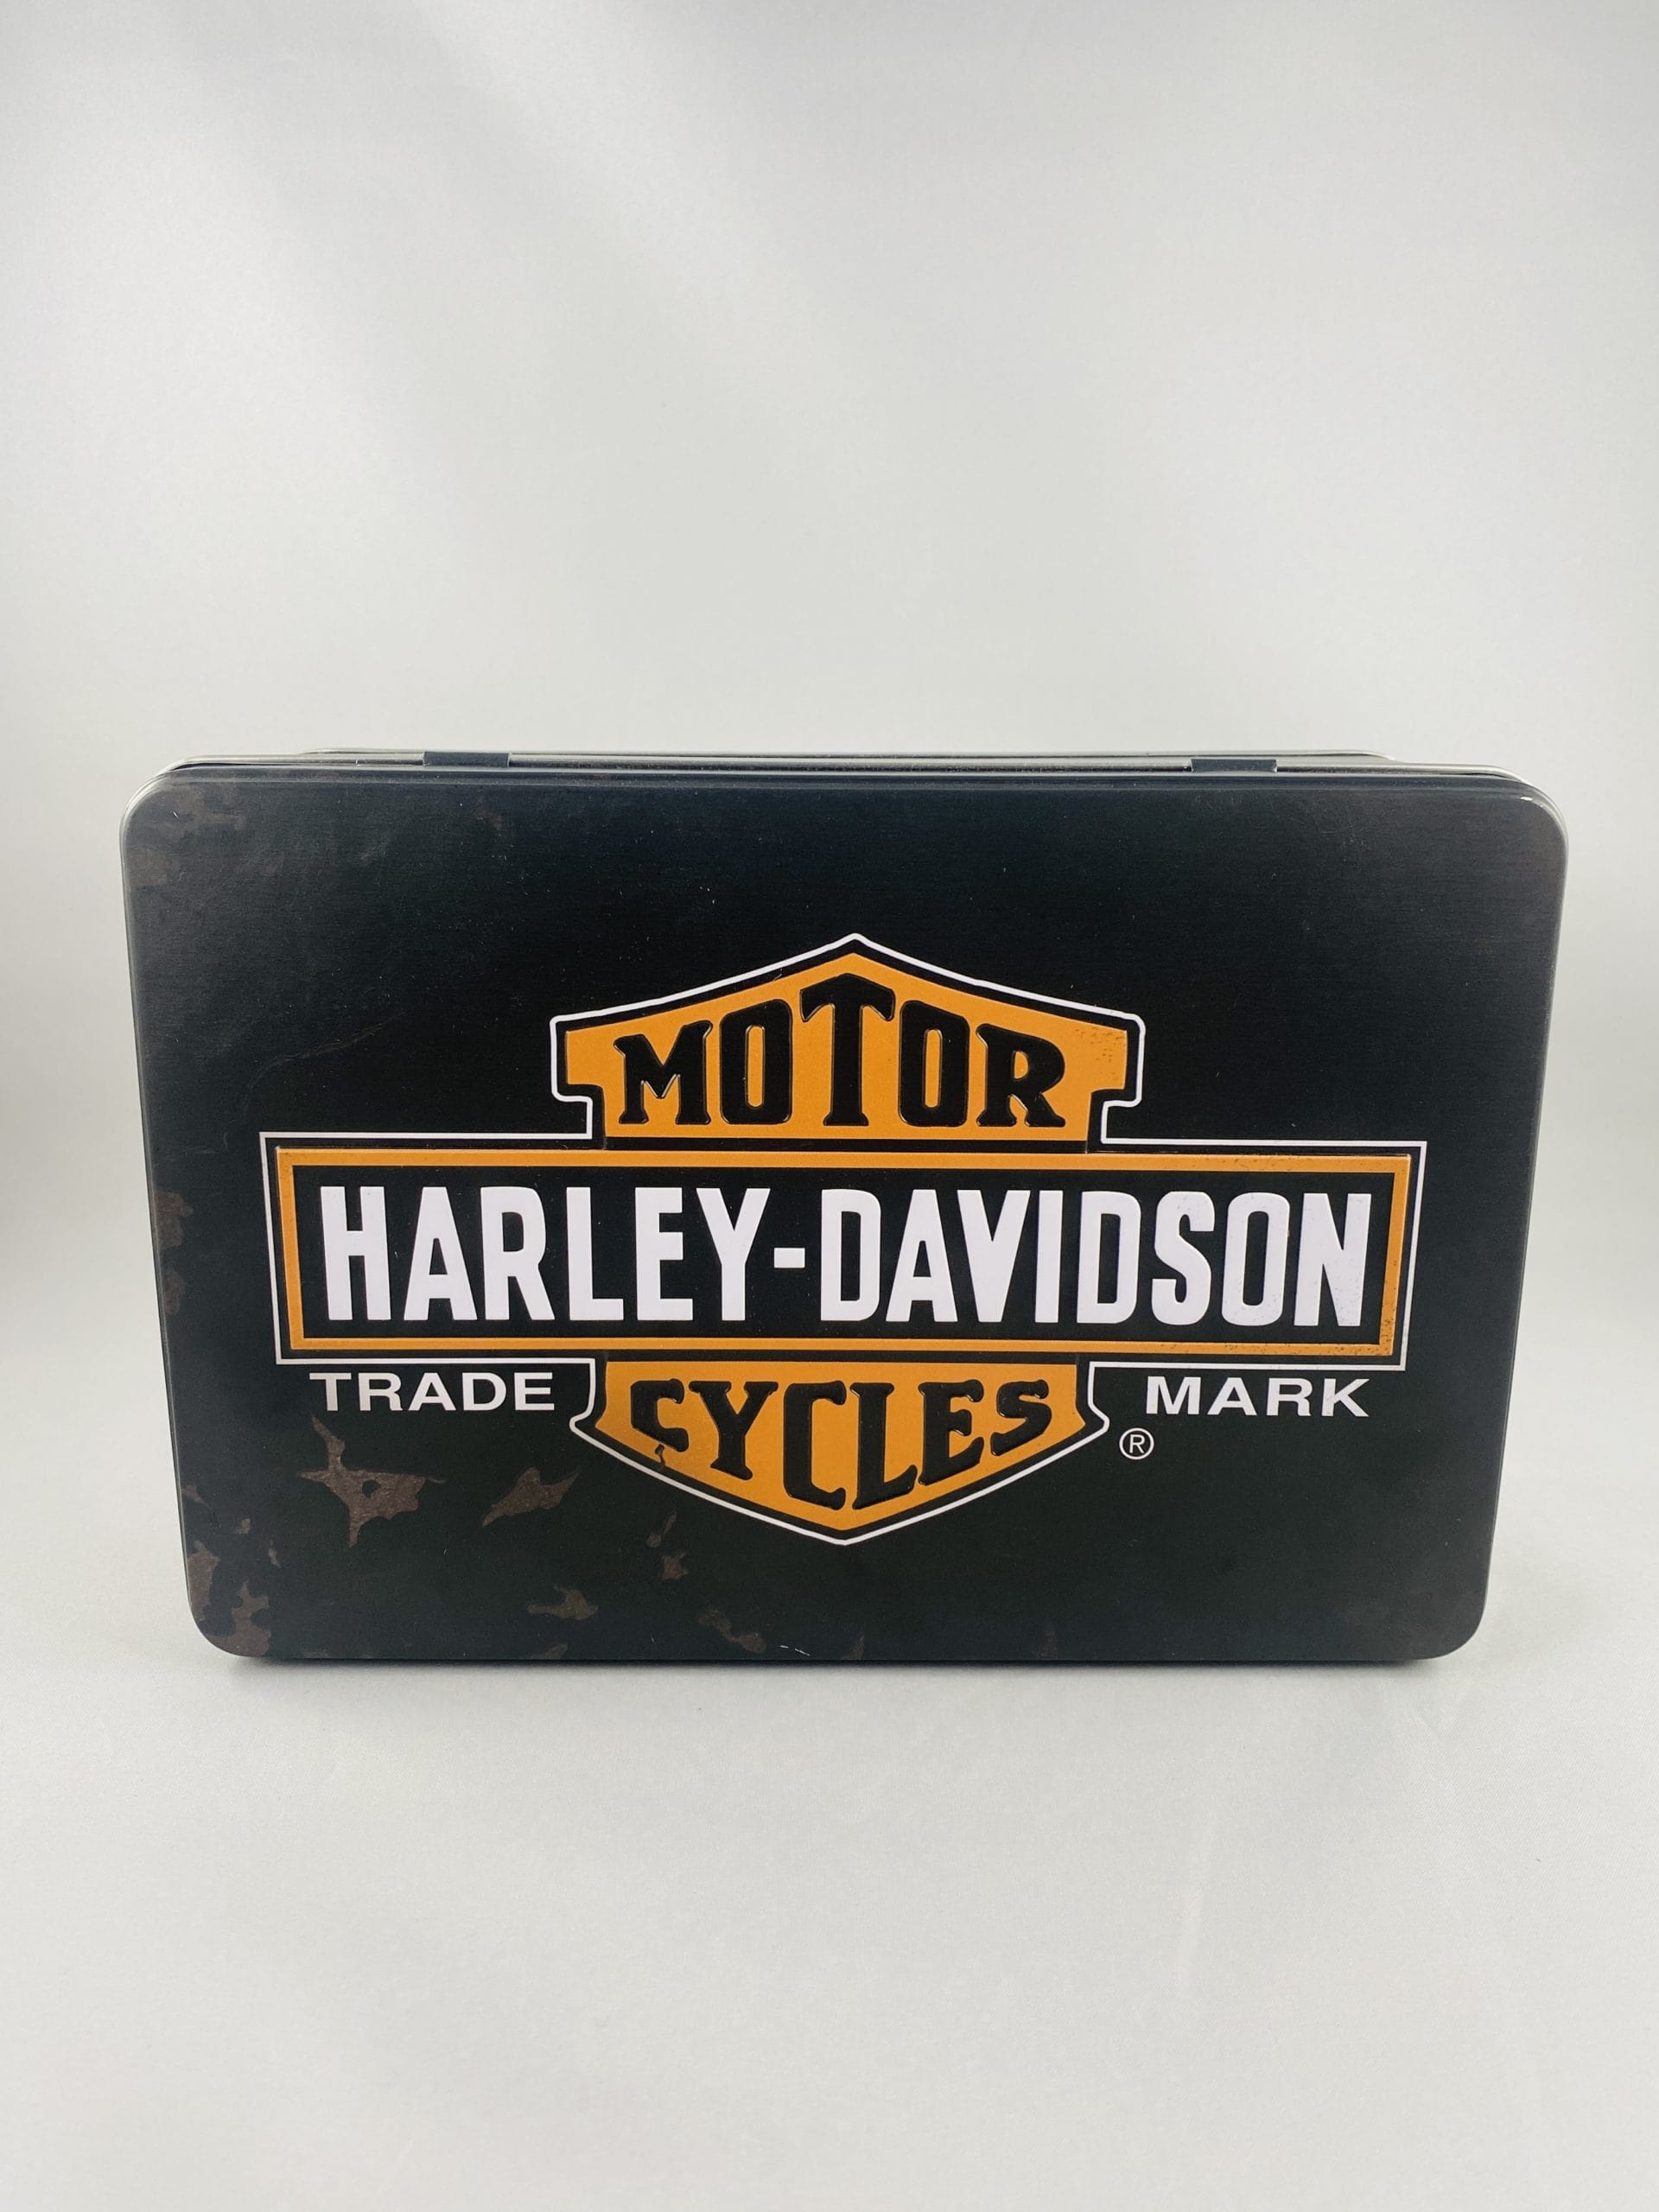 MOTOR
HARLEY-DAVIDSON
TRADE MARK
CYCLES
®